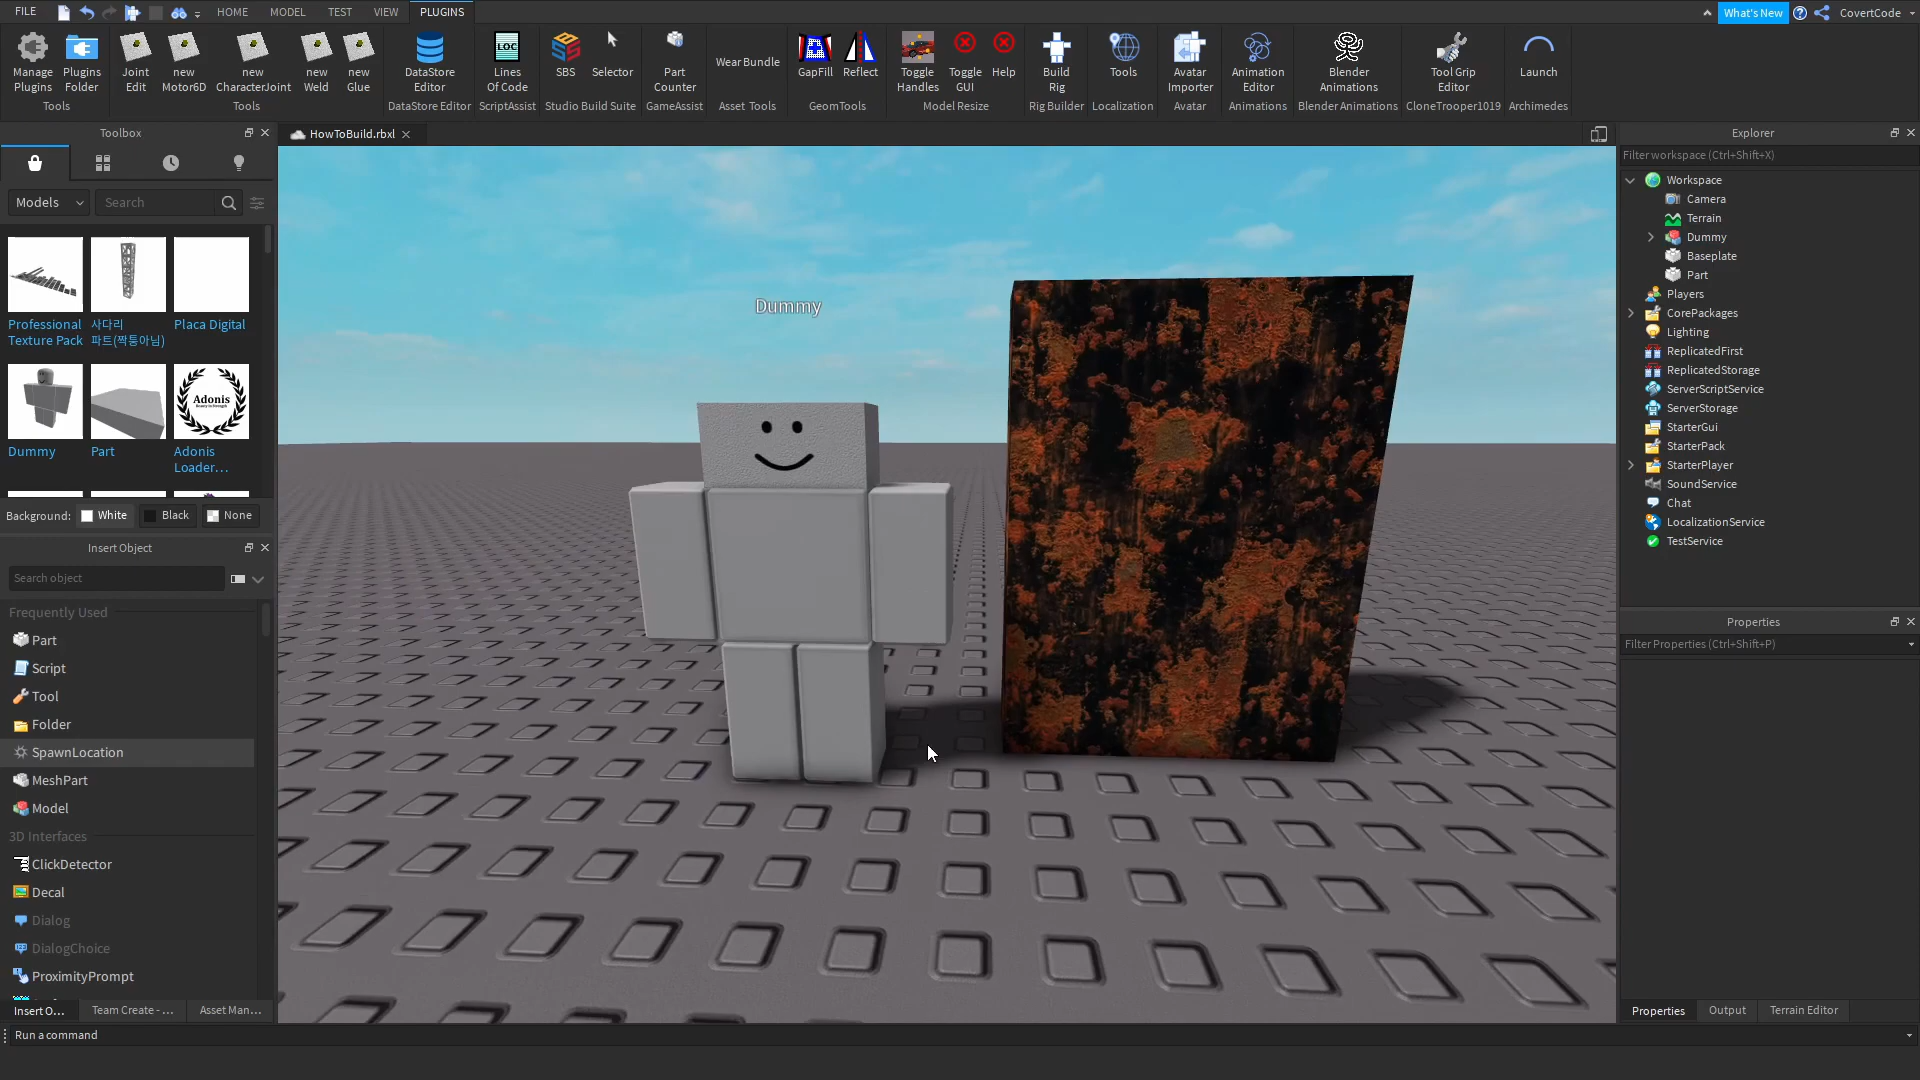 FILE HOME MODEL TEST VIEW PLUGINS What's New CovertCode
Manage Plugins
Plugins Folder
Joint Edit
new Motor6D
new CharacterJoint
new Weld
new Glue
DataStore Editor
LOC
Lines Of Code
SBS
Selector
Part Counter
Wear Bundle
GapFill
Reflect
Toggle Handles
Toggle GUI
Help
Build Rig
Tools
Avatar Importer
Animation Editor
Blender Animations
Tool Grip Editor
Launch
Tools Tools DataStore Editor ScriptAssist Studio Build Suite GameAssist Asset Tools GeomTools Model Resize Rig Builder Localization Avatar Animations Blender Animations CloneTrooper1019 Archimedes
Toolbox
Models
Search
Professional Texture Pack
사다리 파트(짝퉁아님)
Placa Digital
Dummy
Part
Adonis
Adonis Loader...
Background: White Black None
Insert Object
Search object
Frequently Used
Part
Script
Tool
Folder
SpawnLocation
MeshPart
Model
3D Interfaces
ClickDetector
Decal
Dialog
DialogChoice
ProximityPrompt
Insert O... Team Create - ... Asset Man...
Run a command
HowToBuild.rbxl
Dummy
Explorer
Filter workspace (Ctrl+Shift+X)
Workspace
Camera
Terrain
Dummy
Baseplate
Part
Players
CorePackages
Lighting
ReplicatedFirst
ReplicatedStorage
ServerScriptService
ServerStorage
StarterGui
StarterPack
StarterPlayer
SoundService
Chat
LocalizationService
TestService
Properties
Filter Properties (Ctrl+Shift+P)
Properties Output Terrain Editor